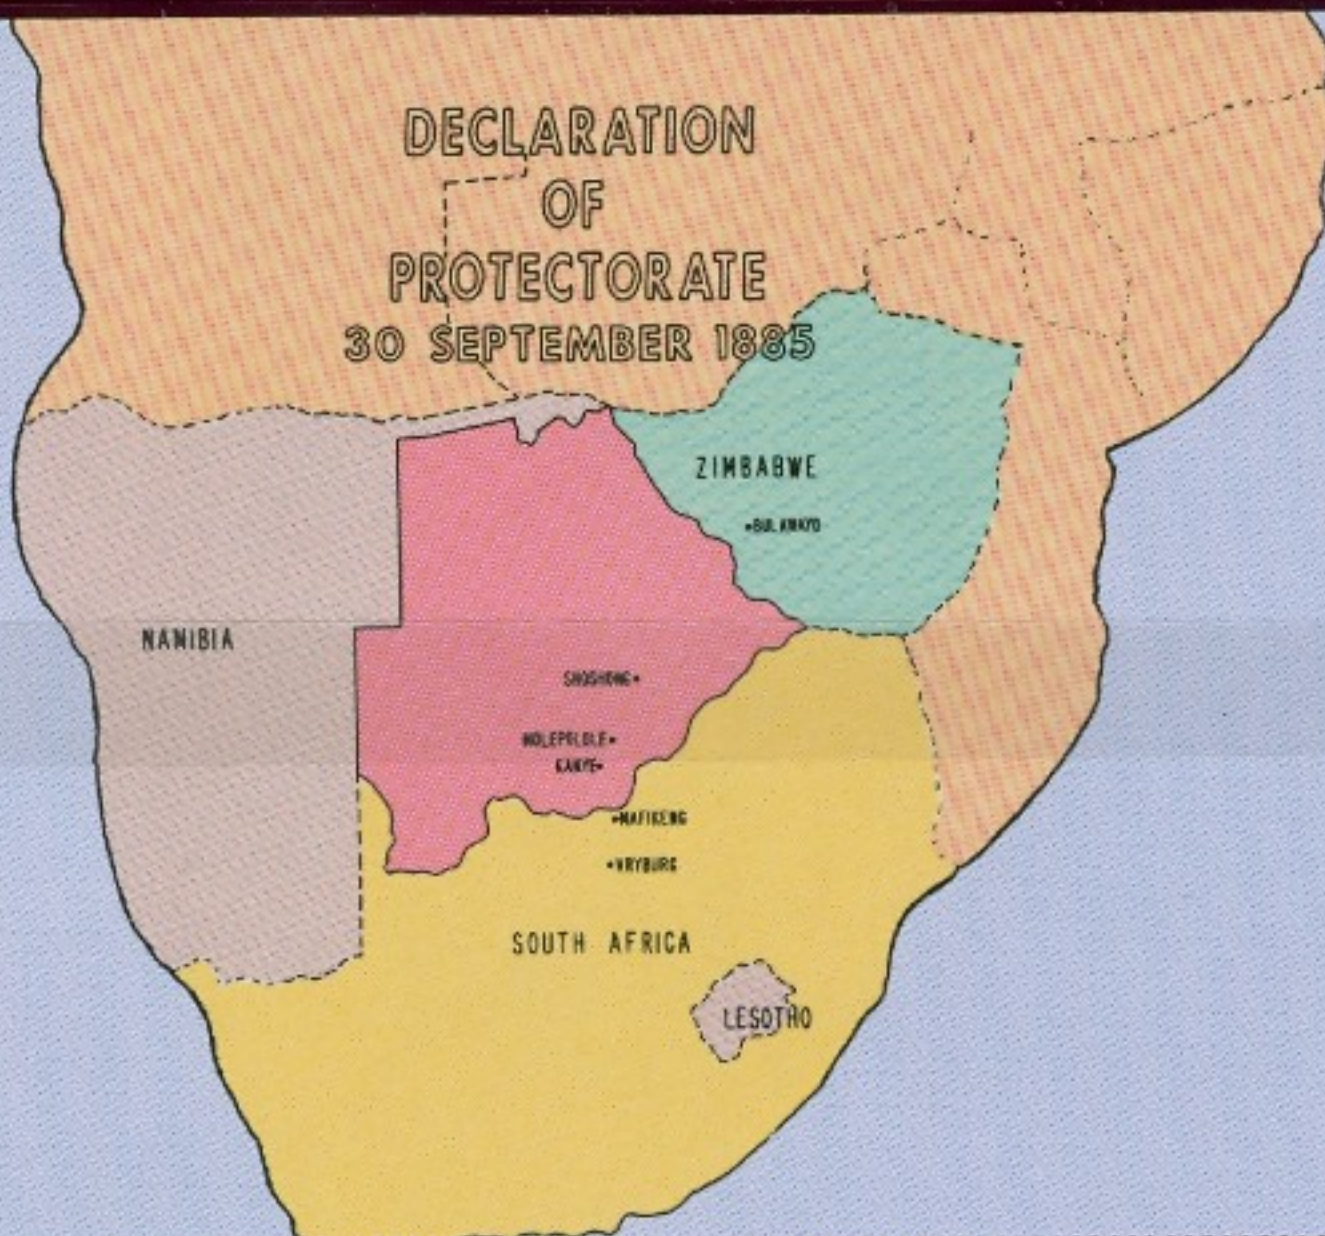 DECLARATION
OF
PROTECTORATE
30 SEPTEMBER 1885
ZIMBABWE
BULAWAYO
NAMIBIA
SHOSHONG
MOLEPOLOLE
KANYE
MAFIKENG
VRYBURG
SOUTH AFRICA
LESOTHO